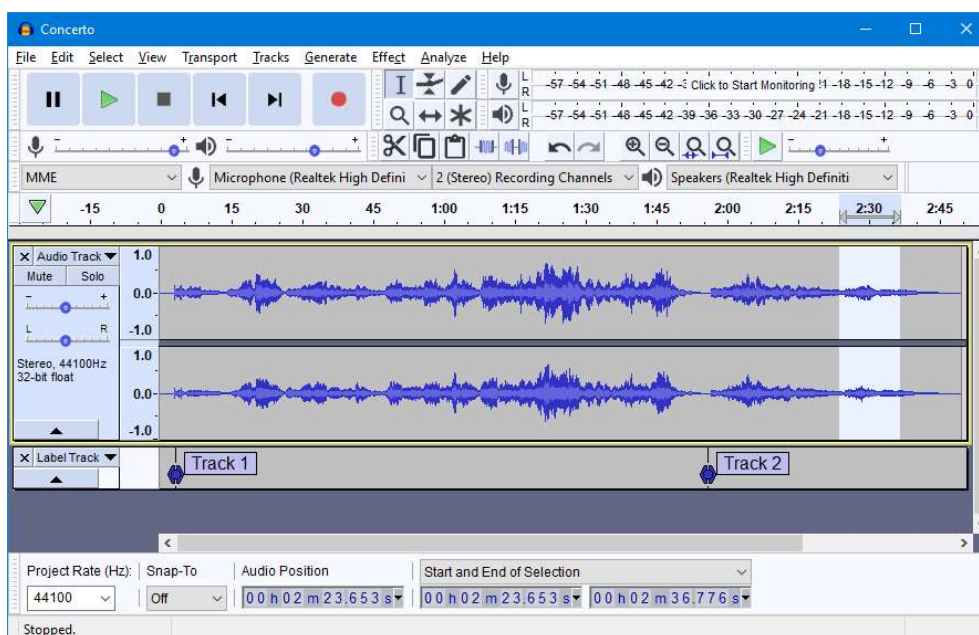 Concerto
File Edit Select View Transport Tracks Generate Effect Analyze Help
L R -57 -54 -51 -48 -45 -42 -3 Click to Start Monitoring !1 -18 -15 -12 -9 -6 -3 0
L R -57 -54 -51 -48 -45 -42 -39 -36 -33 -30 -27 -24 -21 -18 -15 -12 -9 -6 -3 0
- + - + - +
MME Microphone (Realtek High Defini 2 (Stereo) Recording Channels Speakers (Realtek High Definiti
-15 0 15 30 45 1:00 1:15 1:30 1:45 2:00 2:15 2:30 2:45
Audio Track 1.0
Mute Solo
- + 0.0-
L R -1.0
Stereo, 44100Hz 1.0
32-bit float
0.0-
-1.0
Label Track
Track 1 Track 2
Project Rate (Hz): Snap-To Audio Position Start and End of Selection
44100 Off 00 h 02 m 23.653 s 00 h 02 m 23.653 s 00 h 02 m 36.776 s
Stopped.